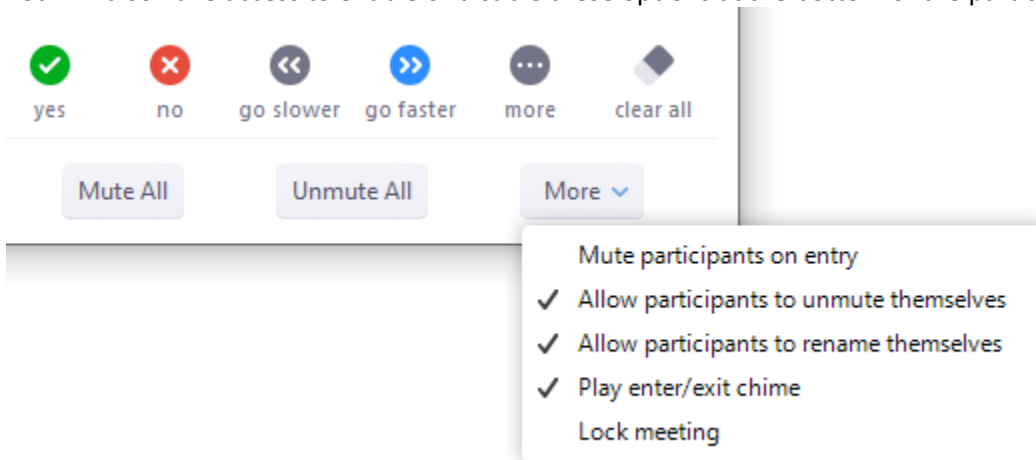 yes no go slower go faster more clear all
Mute All Unmute All More
Mute participants on entry
Allow participants to unmute themselves
Allow participants to rename themselves
Play enter/exit chime
Lock meeting